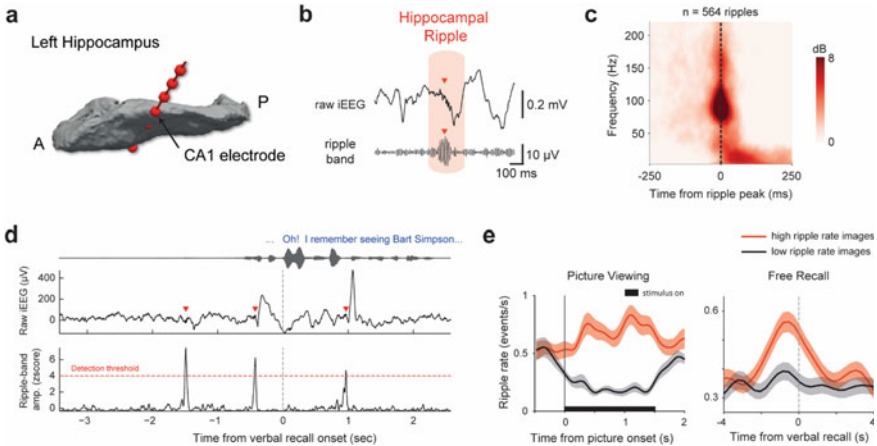 a
Left Hippocampus
A
P
CA1 electrode
b
Hippocampal
Ripple
raw iEEG
0.2 mV
ripple
band
10 µV
100 ms
c
n = 564 ripples
Frequency (Hz)
200
150
100
50
-250
0
250
Time from ripple peak (ms)
dB
8
0
d
... Oh! I remember seeing Bart Simpson...
Raw iEEG (µV)
400
200
0
Ripple-band
amp. (zscore)
8
4
0
Detection threshold
-3
-2
-1
0
1
2
Time from verbal recall onset (sec)
e
high ripple rate images
low ripple rate images
Picture Viewing
stimulus on
Ripple rate (events/s)
1
0.5
0
0
1
2
Time from picture onset (s)
Free Recall
0.6
0.3
-4
-2
0
2
4
Time from verbal recall (s)